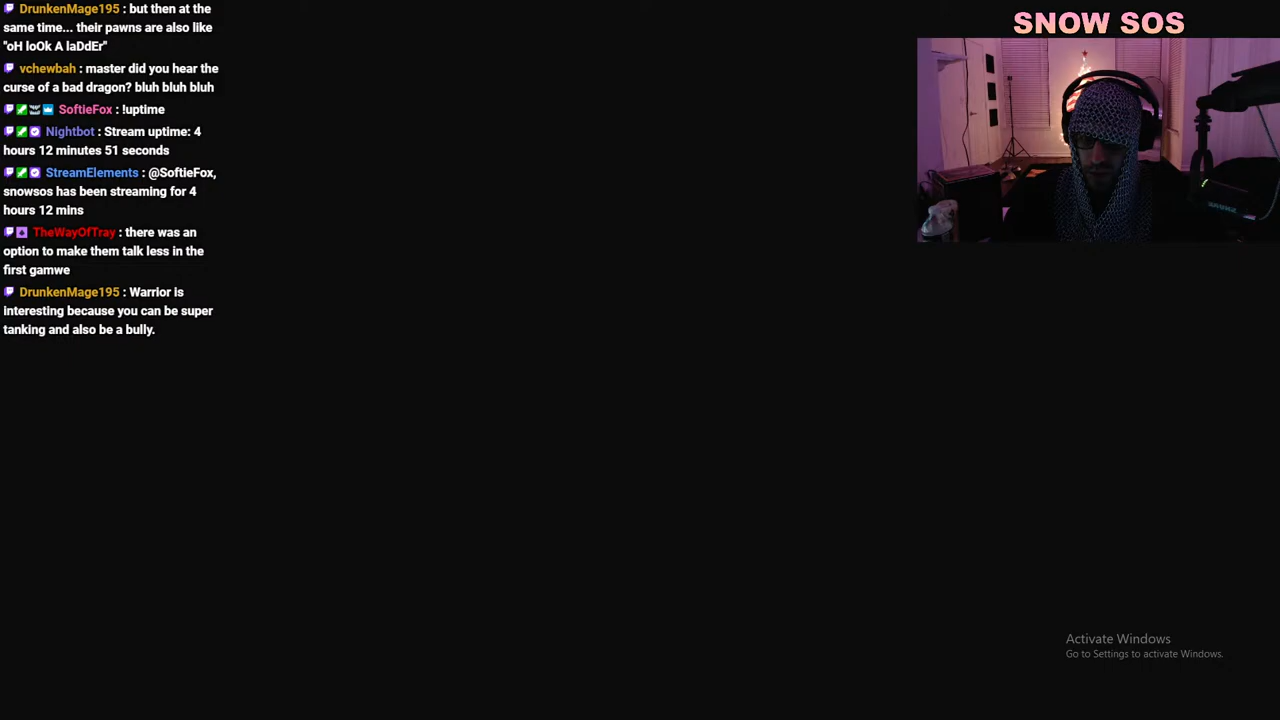 SNOW SOS
DrunkenMage195 : but then at the
same time... their pawns are also like
"oH loOk A laDdEr"
vchewbah : master did you hear the
curse of a bad dragon? bluh bluh bluh
SoftieFox : !uptime
Nightbot : Stream uptime: 4
hours 12 minutes 51 seconds
StreamElements : @SoftieFox,
snowsos has been streaming for 4
hours 12 mins
TheWayOfTray : there was an
option to make them talk less in the
first gamwe
DrunkenMage195 : Warrior is
interesting because you can be super
tanking and also be a bully.
Activate Windows
Go to Settings to activate Windows.